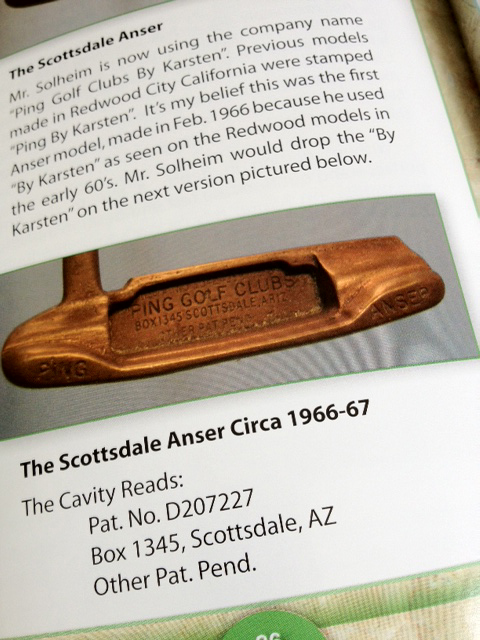 The Scottsdale Anser
Mr. Solheim is now using the company name
"Ping Golf Clubs By Karsten". Previous models
made in Redwood City California were stamped
"Ping By Karsten". It's my belief this was the first
Anser model, made in Feb. 1966 because he used
"By Karsten" as seen on the Redwood models in
the early 60's. Mr. Solheim would drop the "By
Karsten" on the next version pictured below.
PING GOLF CLUBS
BOX 1345 SCOTTSDALE, ARIZ
PAT. PEND.
PING
ANSER
The Scottsdale Anser Circa 1966-67
The Cavity Reads:
Pat. No. D207227
Box 1345, Scottsdale, AZ
Other Pat. Pend.